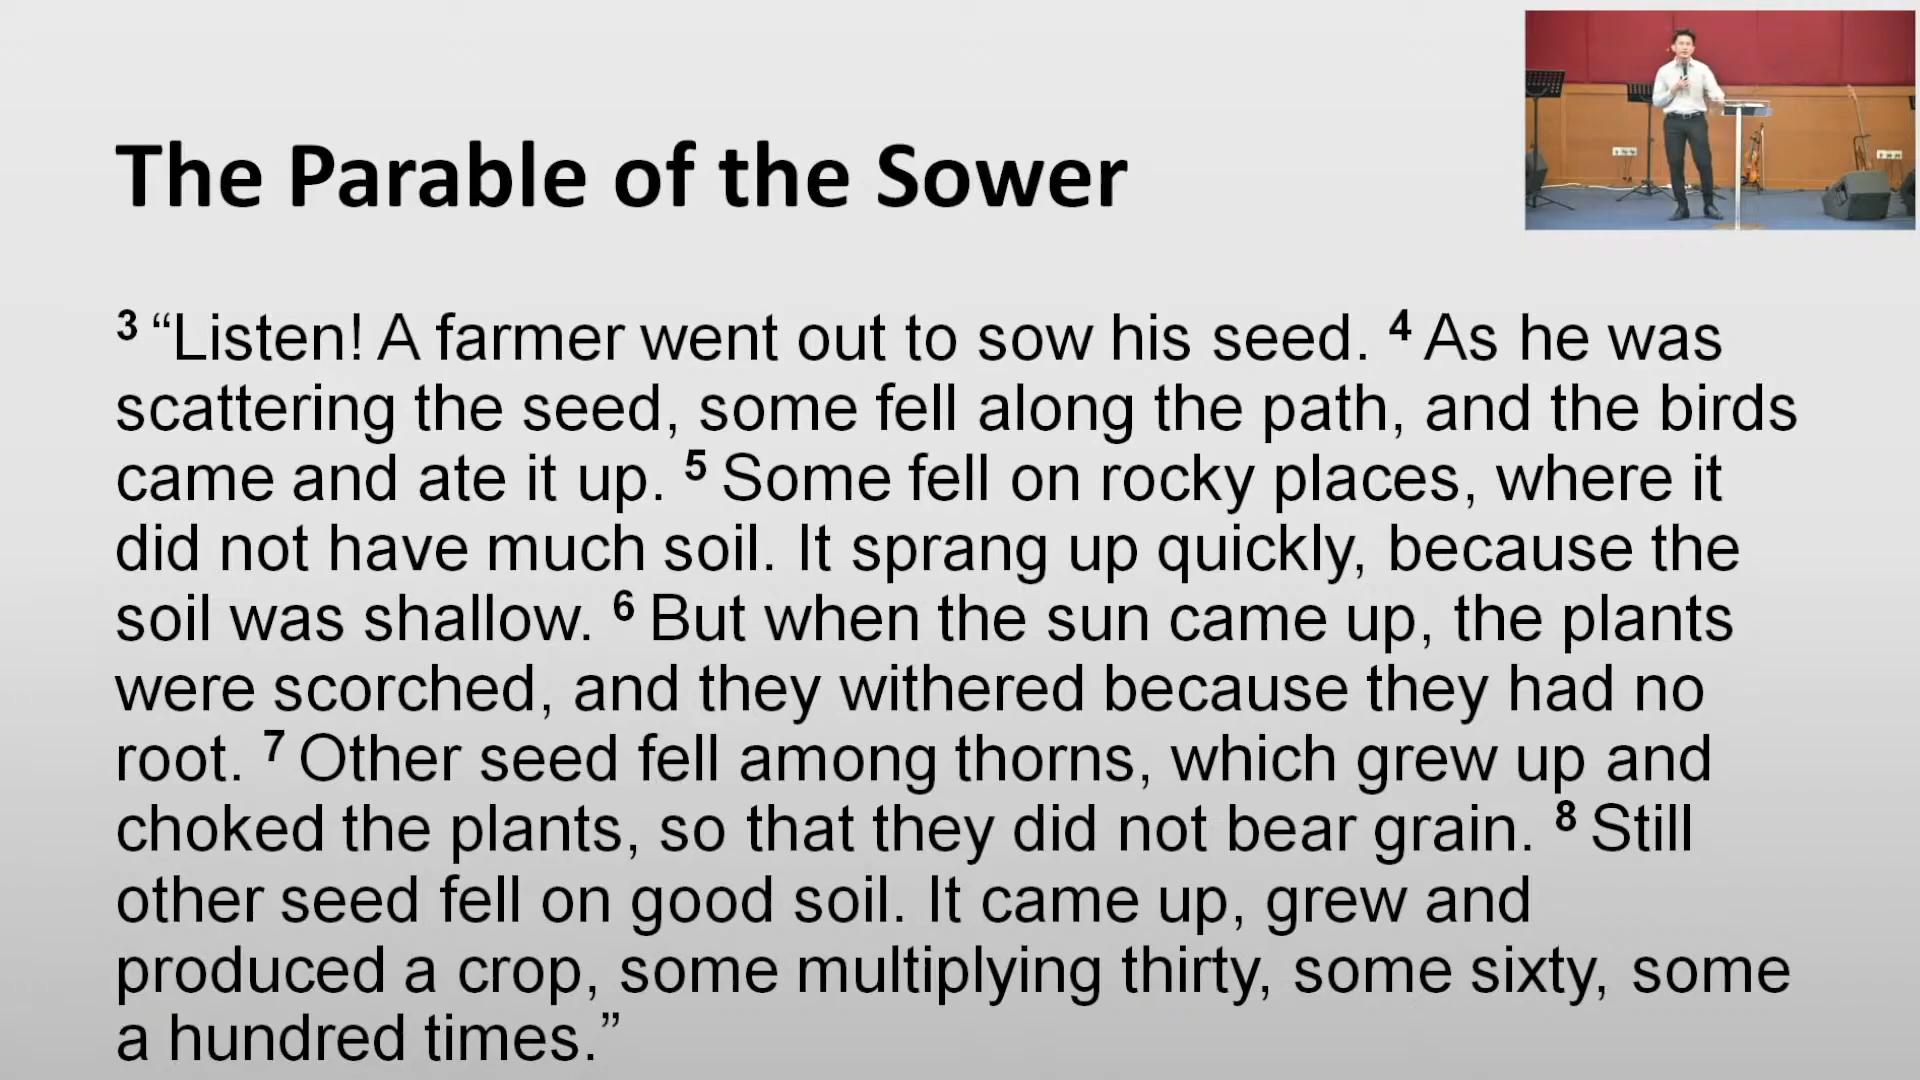 The Parable of the Sower
3 “Listen! A farmer went out to sow his seed. 4 As he was
scattering the seed, some fell along the path, and the birds
came and ate it up. 5 Some fell on rocky places, where it
did not have much soil. It sprang up quickly, because the
soil was shallow. 6 But when the sun came up, the plants
were scorched, and they withered because they had no
root. 7 Other seed fell among thorns, which grew up and
choked the plants, so that they did not bear grain. 8 Still
other seed fell on good soil. It came up, grew and
produced a crop, some multiplying thirty, some sixty, some
a hundred times.”